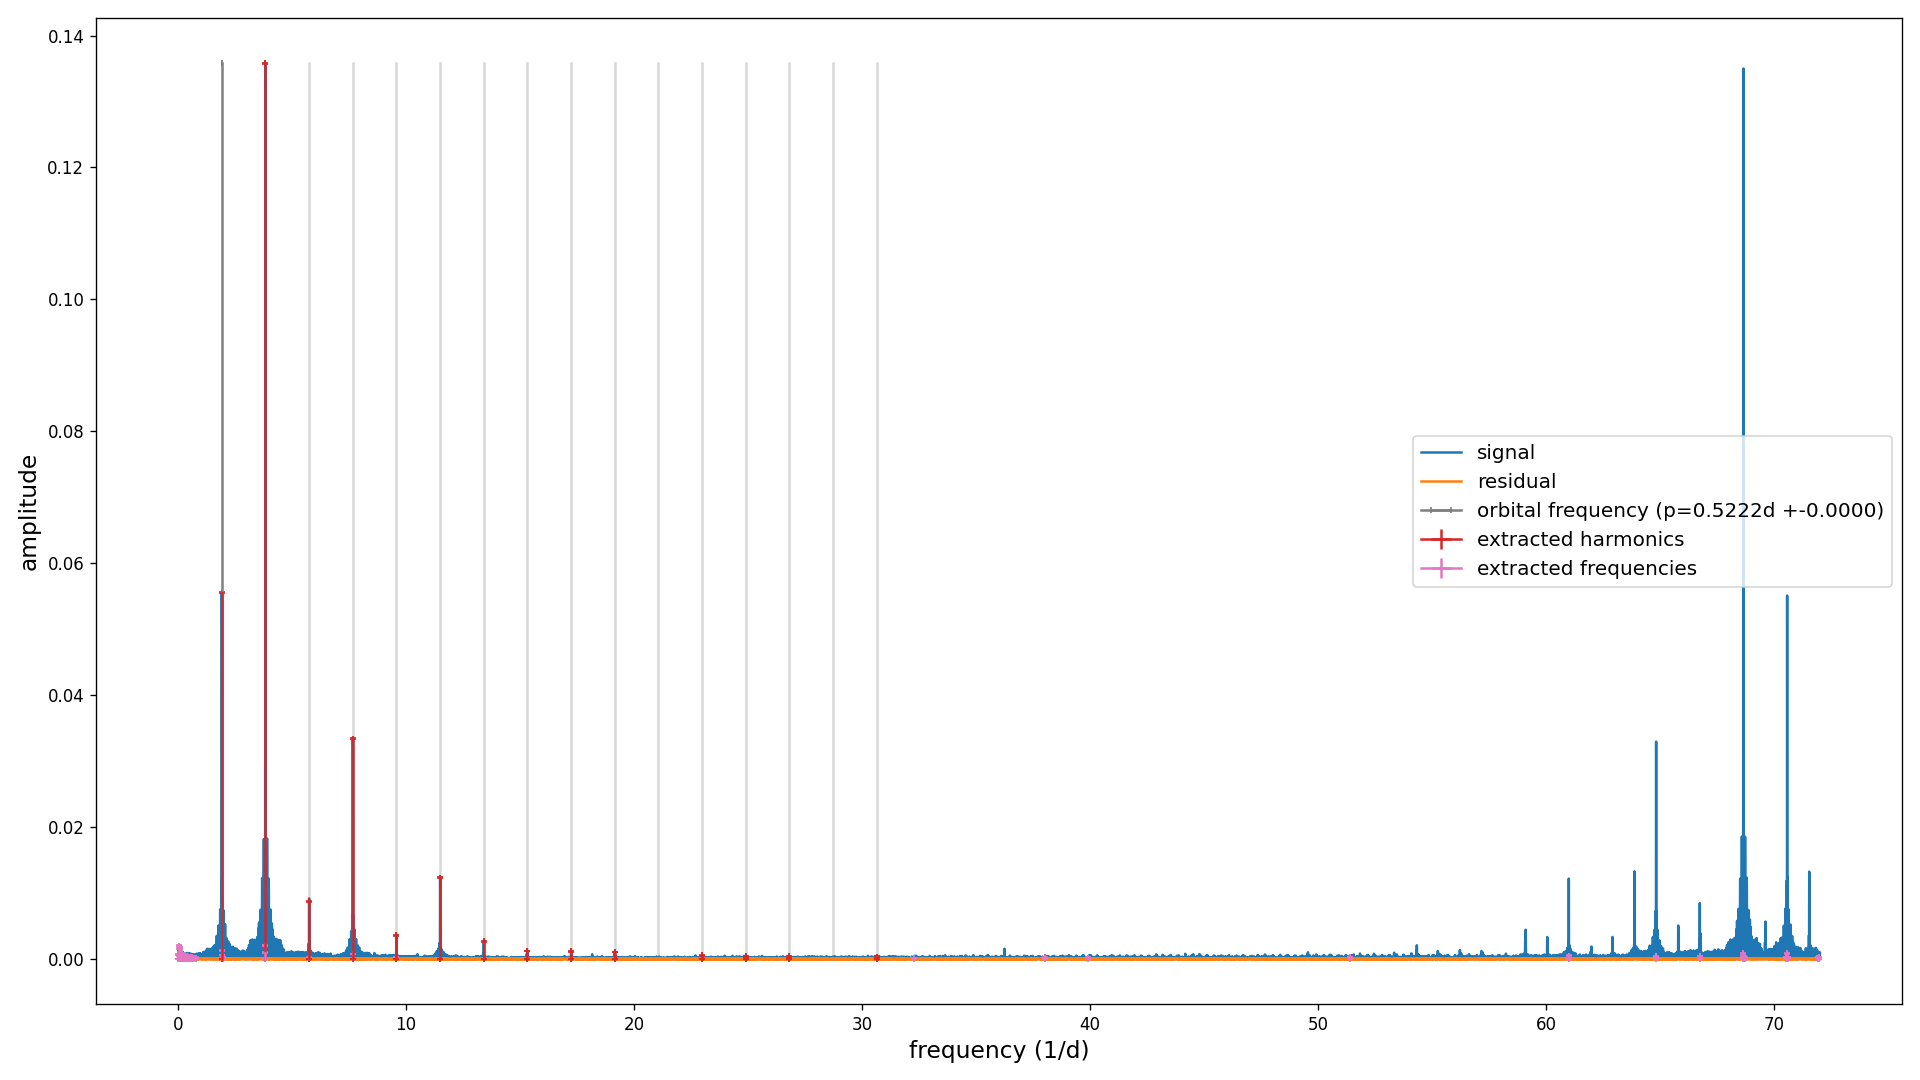 0.14
0.12
0.10
0.08
0.06
0.04
0.02
0.00
amplitude
signal
residual
orbital frequency (p=0.5222d +-0.0000)
extracted harmonics
extracted frequencies
0 10 20 30 40 50 60 70
frequency (1/d)